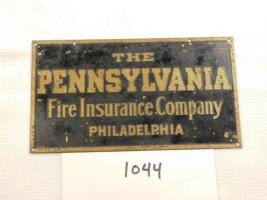 THE
PENNSYLVANIA
Fire Insurance Company
PHILADELPHIA
1044